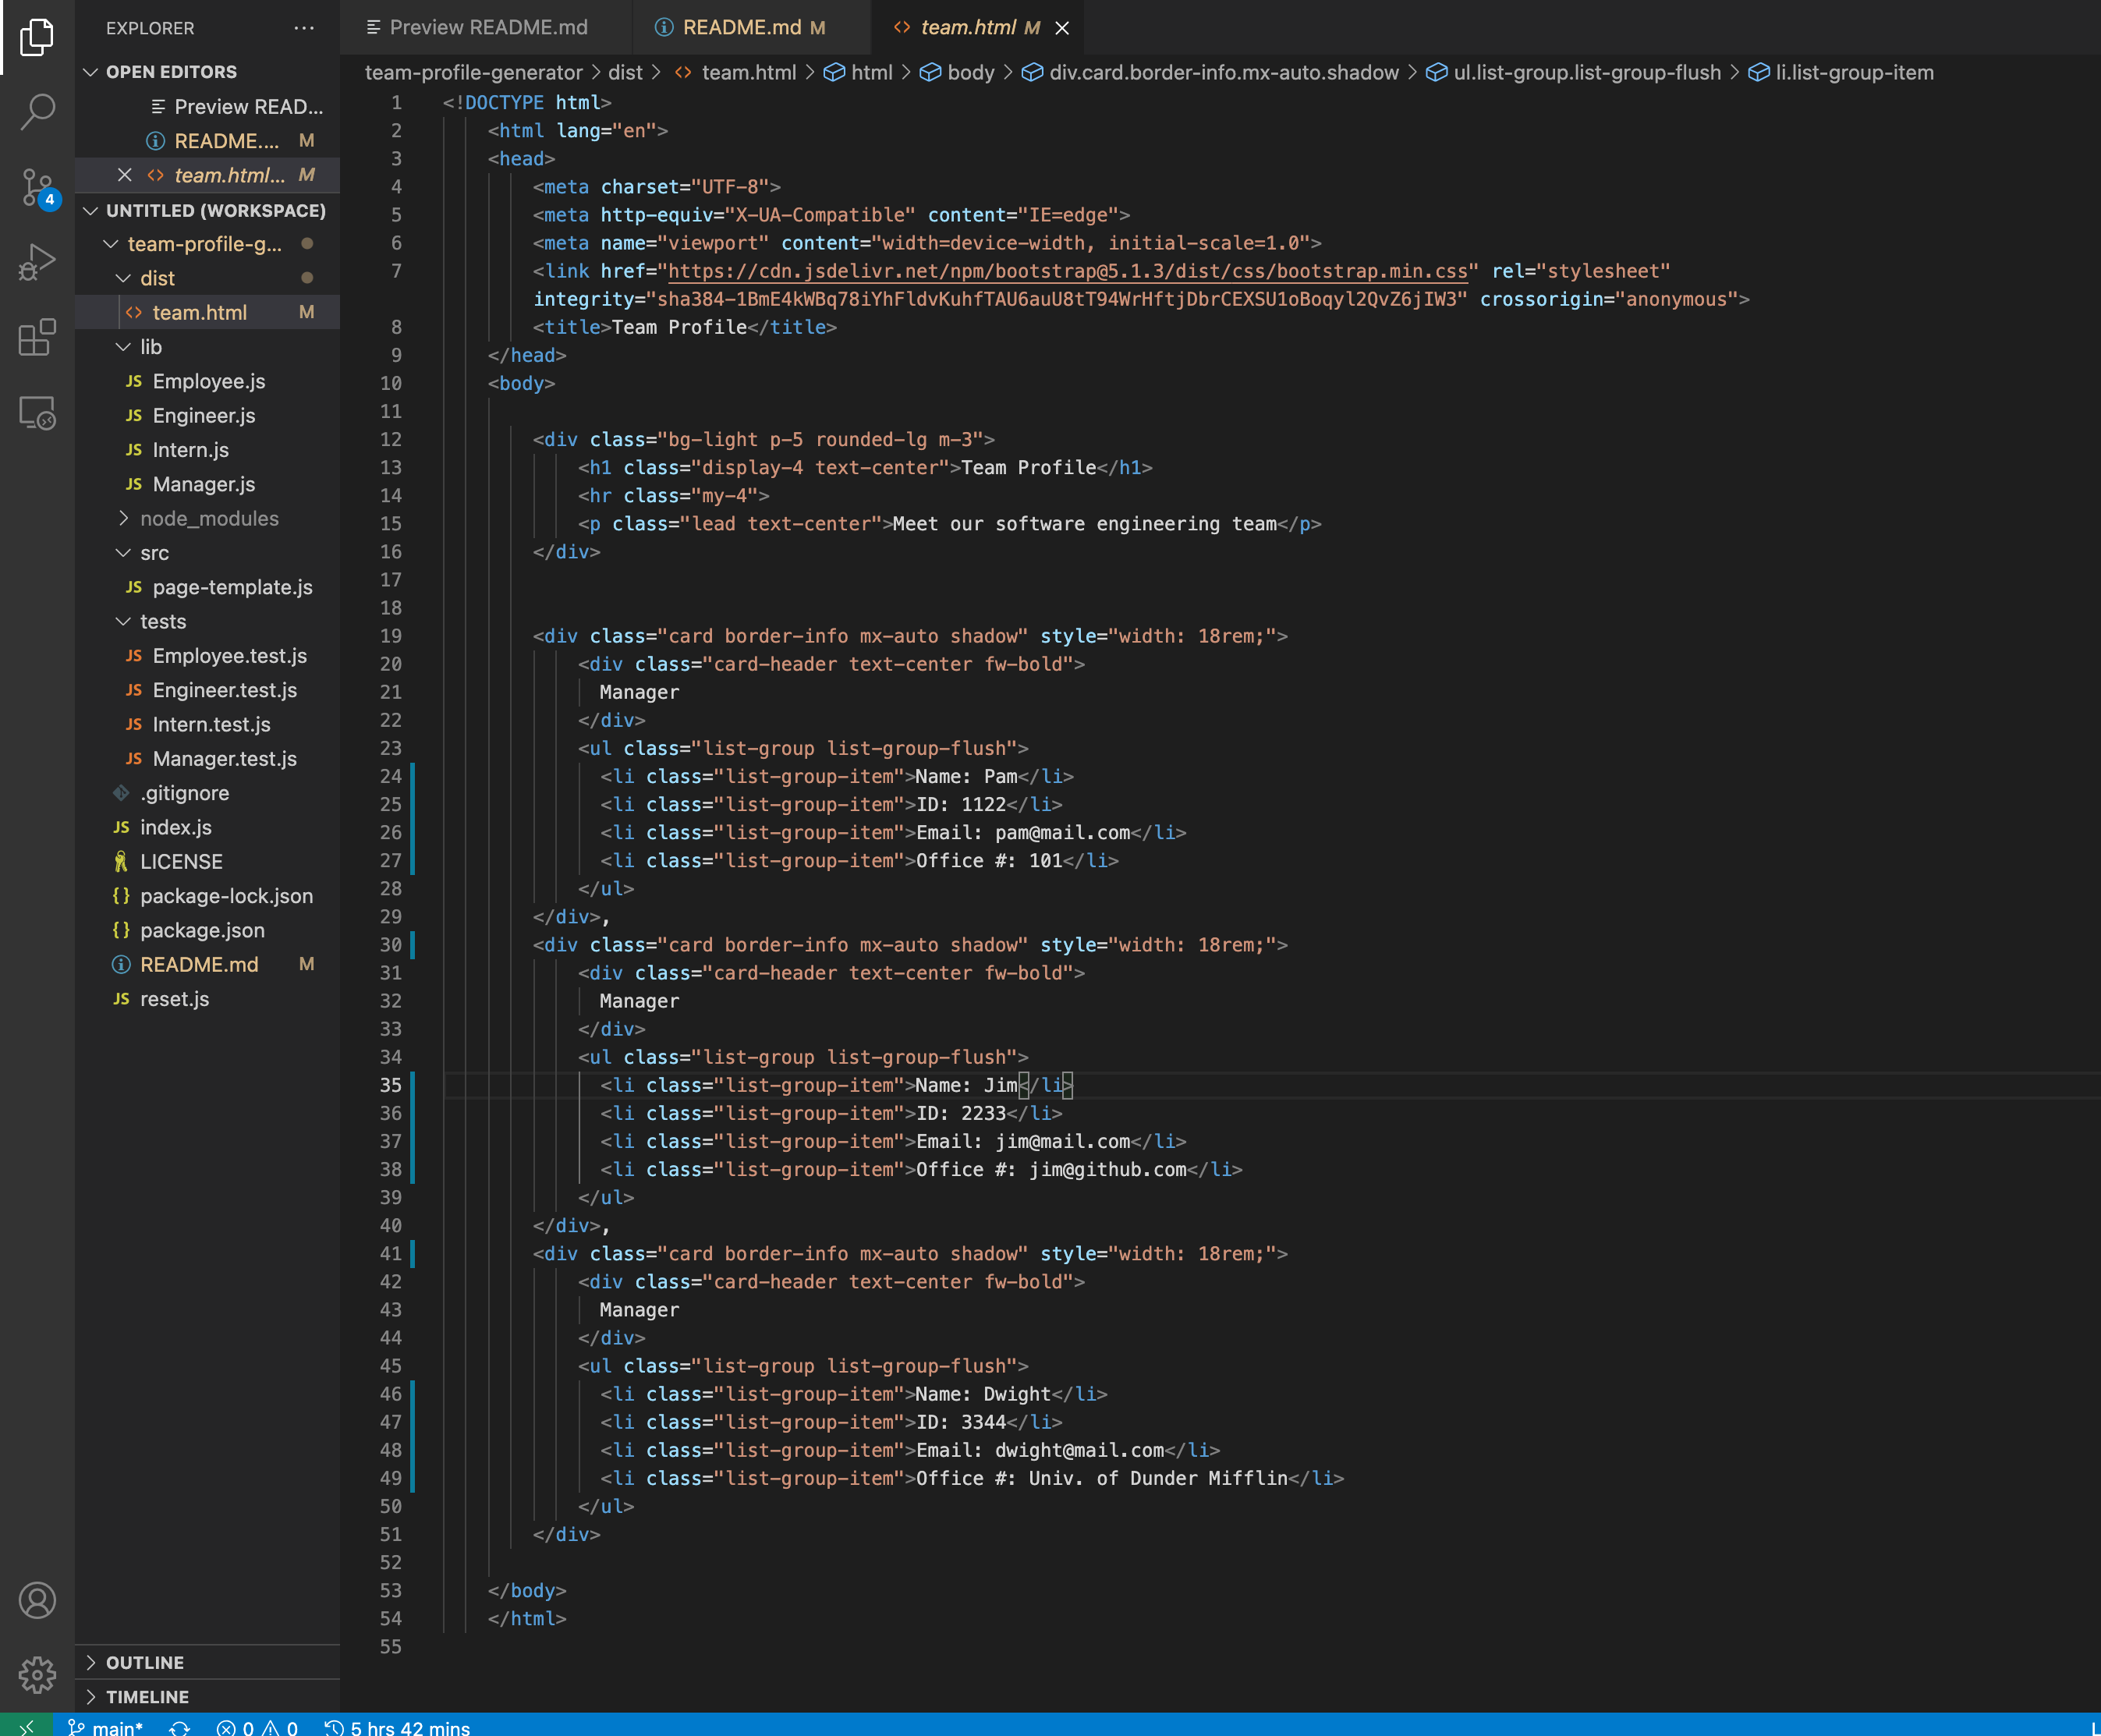 EXPLORER
···
OPEN EDITORS
Preview READ...
README.... M
team.html... M
UNTITLED (WORKSPACE)
team-profile-g...
dist
team.html M
lib
JS Employee.js
JS Engineer.js
JS Intern.js
JS Manager.js
node_modules
src
JS page-template.js
tests
JS Employee.test.js
JS Engineer.test.js
JS Intern.test.js
JS Manager.test.js
.gitignore
JS index.js
LICENSE
{} package-lock.json
{} package.json
README.md M
JS reset.js
OUTLINE
TIMELINE
4
Preview README.md
README.md M
team.html M
team-profile-generator > dist > team.html > html > body > div.card.border-info.mx-auto.shadow > ul.list-group.list-group-flush > li.list-group-item
1 <!DOCTYPE html>
2 <html lang="en">
3 <head>
4 <meta charset="UTF-8">
5 <meta http-equiv="X-UA-Compatible" content="IE=edge">
6 <meta name="viewport" content="width=device-width, initial-scale=1.0">
7 <link href="https://cdn.jsdelivr.net/npm/bootstrap@5.1.3/dist/css/bootstrap.min.css" rel="stylesheet"
integrity="sha384-1BmE4kWBq78iYhFldvKuhfTAU6auU8tT94WrHftjDbrCEXSU1oBoqyl2QvZ6jIW3" crossorigin="anonymous">
8 <title>Team Profile</title>
9 </head>
10 <body>
11
12 <div class="bg-light p-5 rounded-lg m-3">
13 <h1 class="display-4 text-center">Team Profile</h1>
14 <hr class="my-4">
15 <p class="lead text-center">Meet our software engineering team</p>
16 </div>
17
18
19 <div class="card border-info mx-auto shadow" style="width: 18rem;">
20 <div class="card-header text-center fw-bold">
21 Manager
22 </div>
23 <ul class="list-group list-group-flush">
24 <li class="list-group-item">Name: Pam</li>
25 <li class="list-group-item">ID: 1122</li>
26 <li class="list-group-item">Email: pam@mail.com</li>
27 <li class="list-group-item">Office #: 101</li>
28 </ul>
29 </div>,
30 <div class="card border-info mx-auto shadow" style="width: 18rem;">
31 <div class="card-header text-center fw-bold">
32 Manager
33 </div>
34 <ul class="list-group list-group-flush">
35 <li class="list-group-item">Name: Jim</li>
36 <li class="list-group-item">ID: 2233</li>
37 <li class="list-group-item">Email: jim@mail.com</li>
38 <li class="list-group-item">Office #: jim@github.com</li>
39 </ul>
40 </div>,
41 <div class="card border-info mx-auto shadow" style="width: 18rem;">
42 <div class="card-header text-center fw-bold">
43 Manager
44 </div>
45 <ul class="list-group list-group-flush">
46 <li class="list-group-item">Name: Dwight</li>
47 <li class="list-group-item">ID: 3344</li>
48 <li class="list-group-item">Email: dwight@mail.com</li>
49 <li class="list-group-item">Office #: Univ. of Dunder Mifflin</li>
50 </ul>
51 </div>
52
53 </body>
54 </html>
55
main* 0 0 5 hrs 42 mins